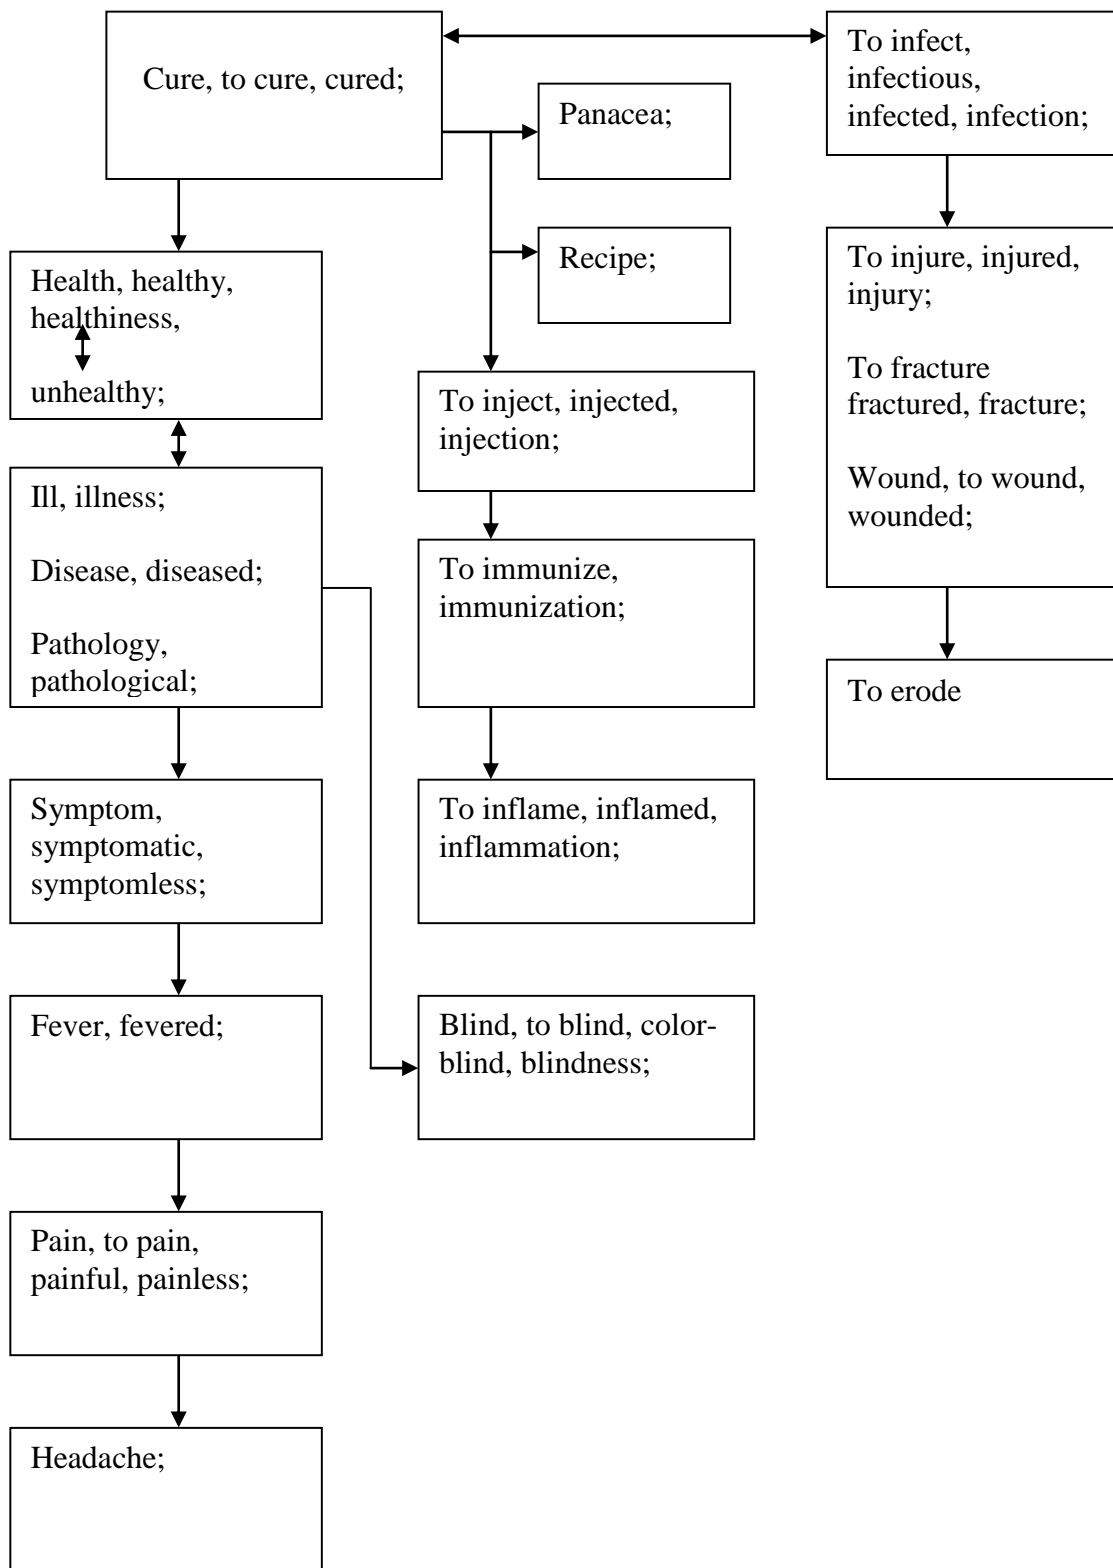 Cure, to cure, cured;
To infect,
infectious,
infected, infection;
Panacea;
Recipe;
Health, healthy,
healthiness,
unhealthy;
To injure, injured,
injury;
To fracture
fractured, fracture;
Wound, to wound,
wounded;
To inject, injected,
injection;
Ill, illness;
Disease, diseased;
Pathology,
pathological;
To immunize,
immunization;
To erode
Symptom,
symptomatic,
symptomless;
To inflame, inflamed,
inflammation;
Fever, fevered;
Blind, to blind, color-
blind, blindness;
Pain, to pain,
painful, painless;
Headache;